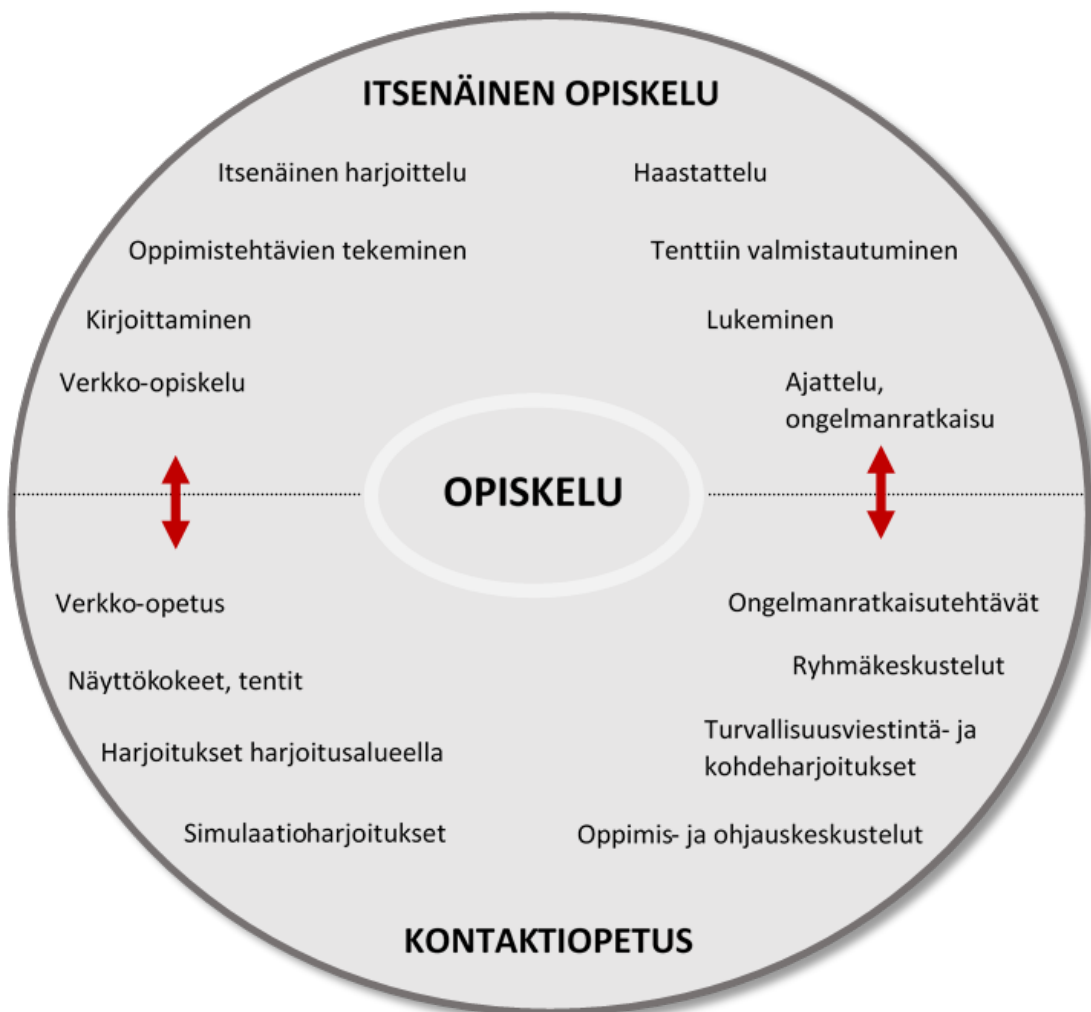 ITSENÄINEN OPISKELU
Itsenäinen harjoittelu
Haastattelu
Oppimistehtävien tekeminen
Tenttiin valmistautuminen
Kirjoittaminen
Lukeminen
Verkko-opiskelu
Ajattelu,
ongelmanratkaisu
OPISKELU
Verkko-opetus
Ongelmanratkaisutehtävät
Näyttökokeet, tentit
Ryhmäkeskustelut
Harjoitukset harjoitusalueella
Turvallisuusviestintä- ja
kohdeharjoitukset
Simulaatioharjoitukset
Oppimis- ja ohjauskeskustelut
KONTAKTIOPETUS